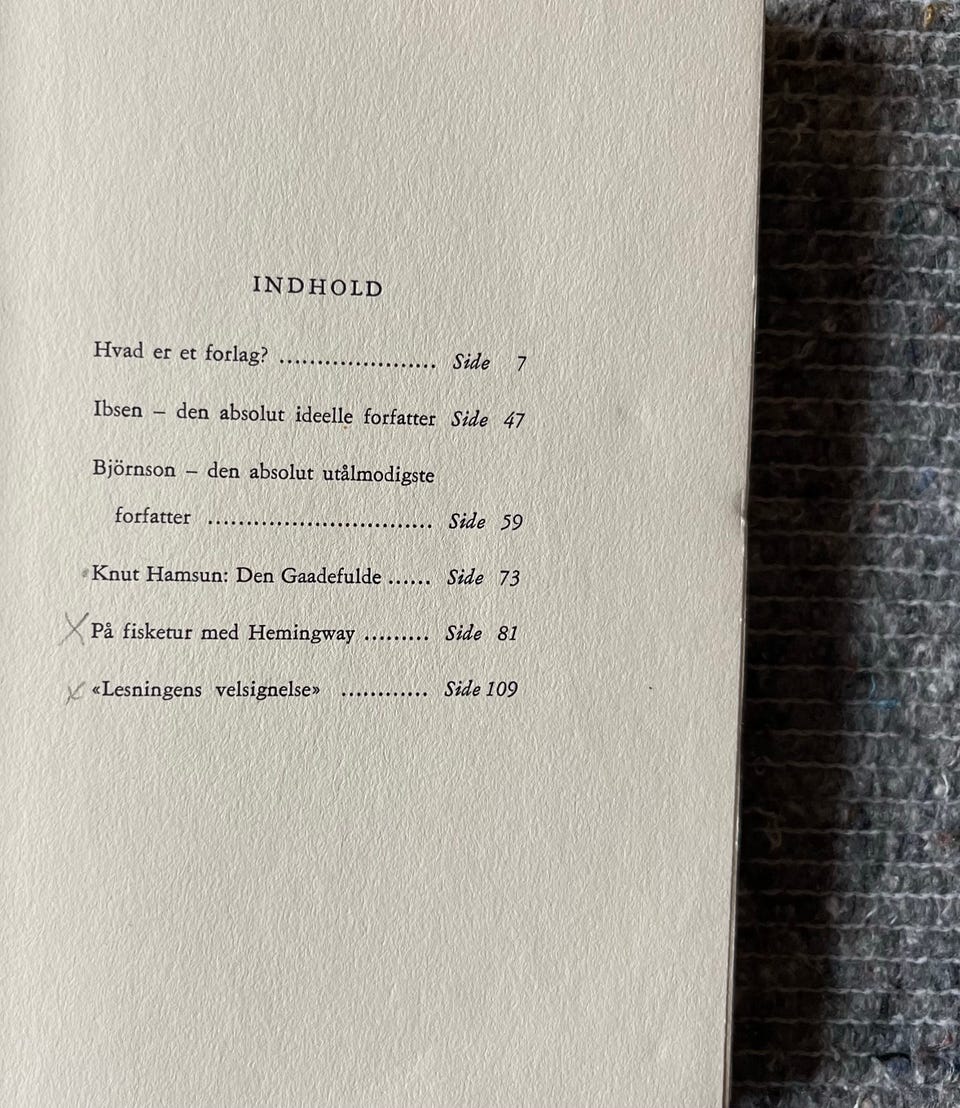 INDHOLD
Hvad er et forlag? ..................... Side 7
Ibsen – den absolut ideelle forfatter Side 47
Björnson – den absolut utålmodigste
forfatter .............................. Side 59
Knut Hamsun: Den Gaadefulde ...... Side 73
X På fisketur med Hemingway ......... Side 81
x «Lesningens velsignelse» ............ Side 109